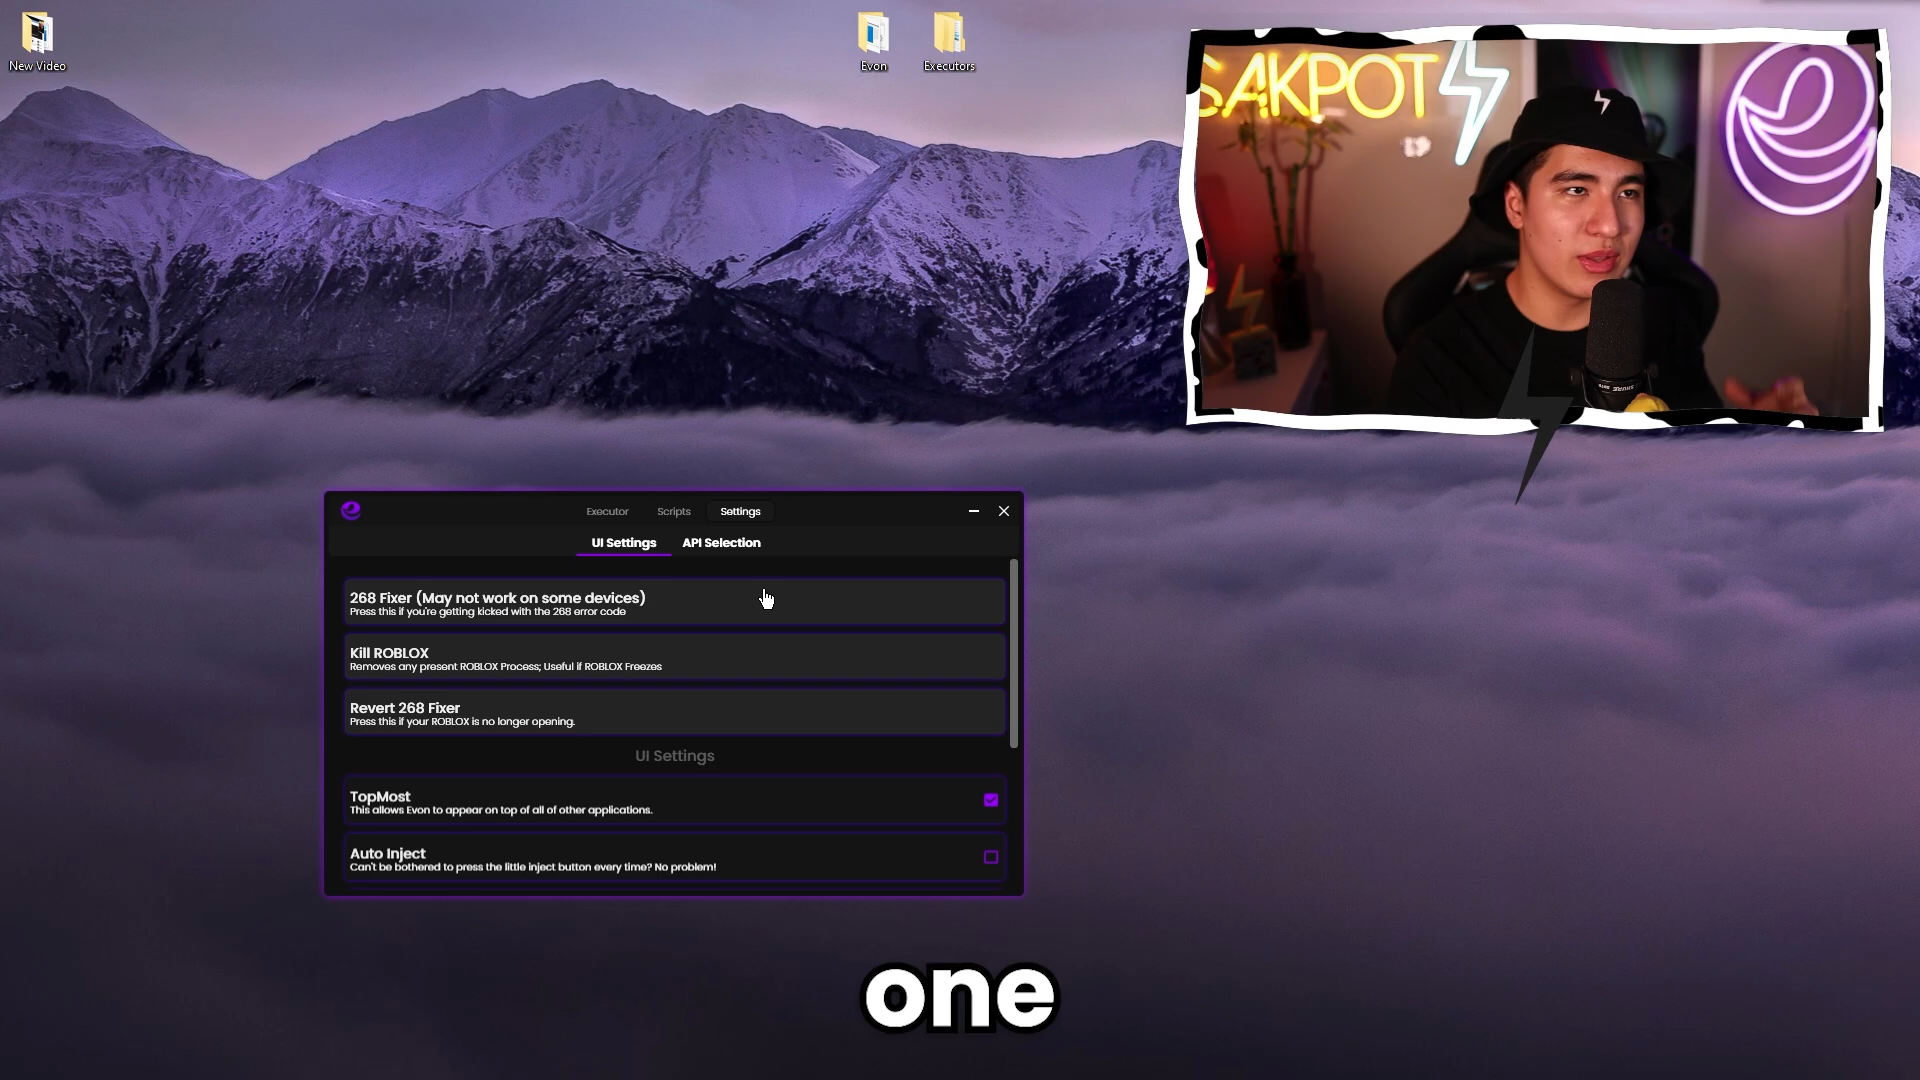 New Video
Evon
Executors
SAKPOT
Executor
Scripts
Settings
UI Settings
API Selection
268 Fixer (May not work on some devices)
Press this if you're getting kicked with the 268 error code
Kill ROBLOX
Removes any present ROBLOX Process; Useful if ROBLOX Freezes
Revert 268 Fixer
Press this if your ROBLOX is no longer opening.
UI Settings
TopMost
This allows Evon to appear on top of all of other applications.
Auto Inject
Can't be bothered to press the little inject button every time? No problem!
one